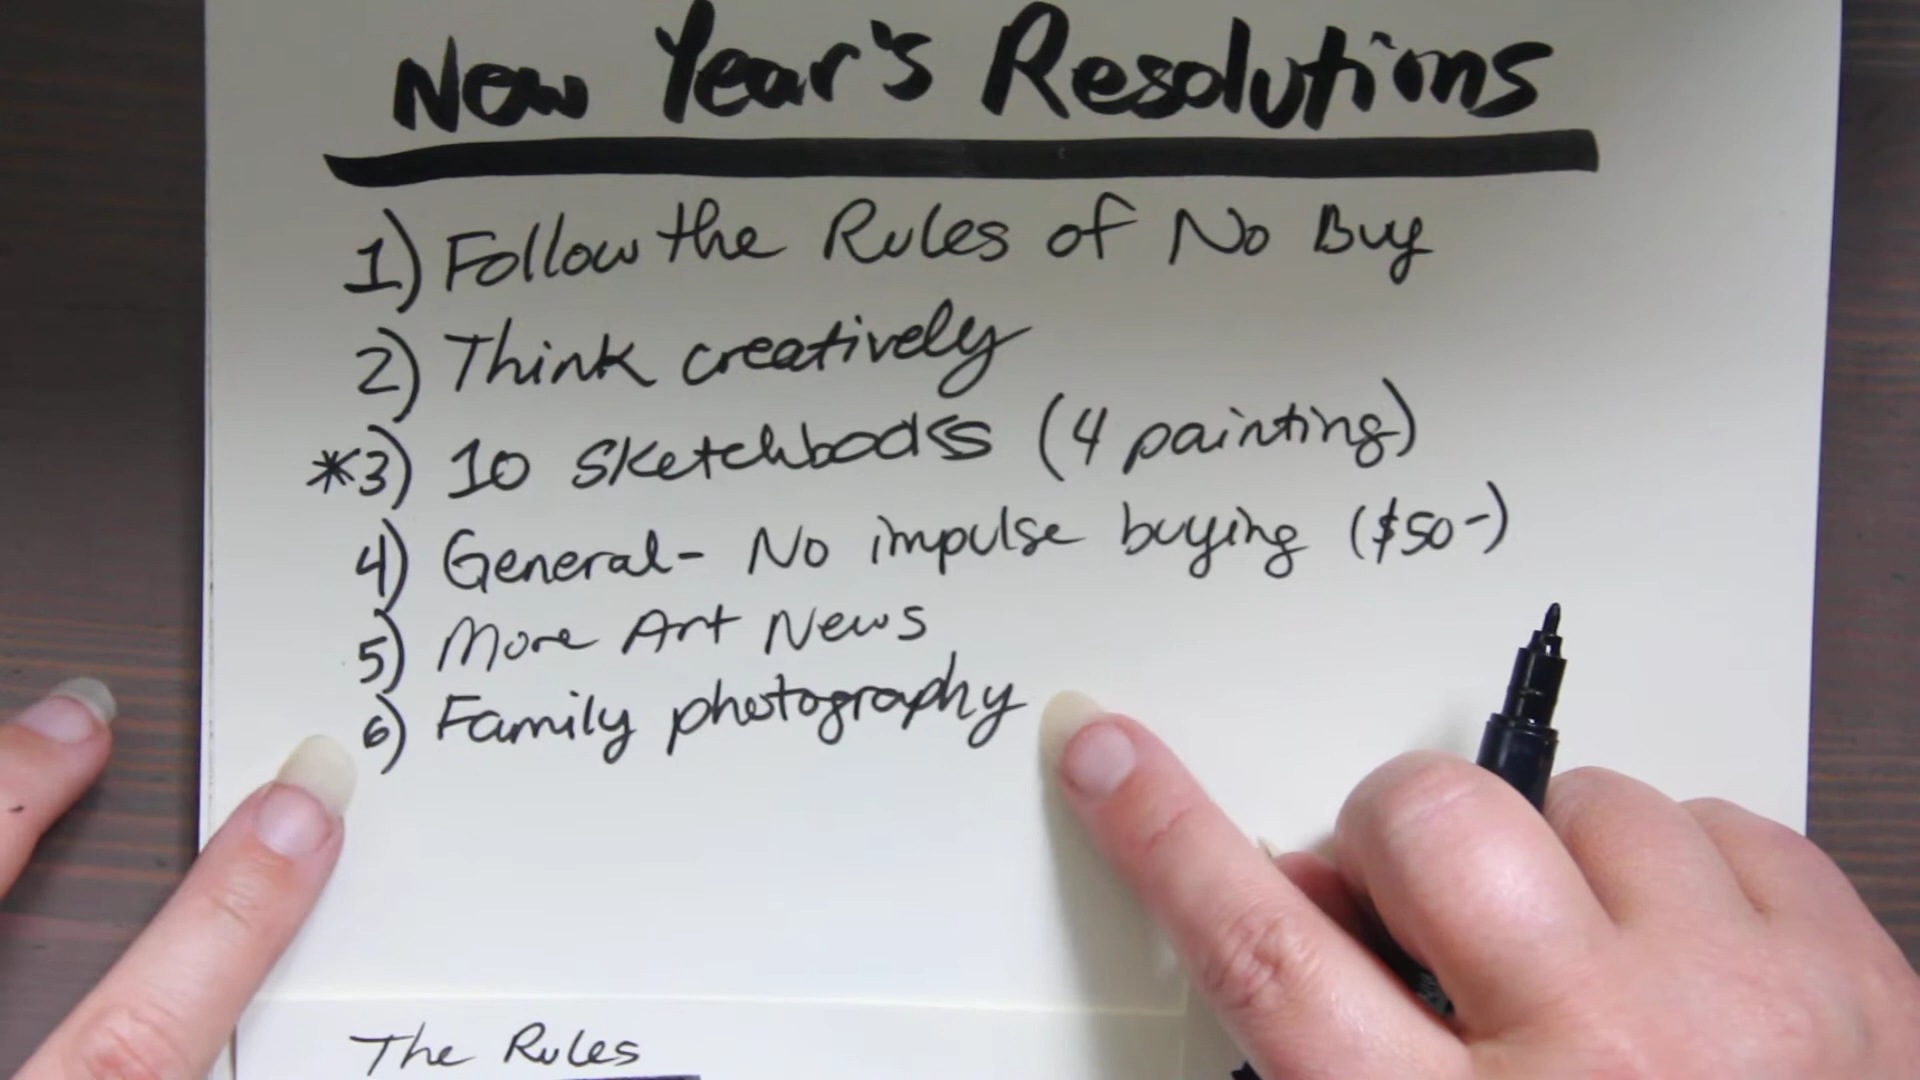 New Year's Resolutions
1) Follow the Rules of No Buy
2) Think creatively
*3) 10 Sketchbooks (4 painting)
4) General- No impulse buying ($50-)
5) More Art News
6) Family photography
The Rules